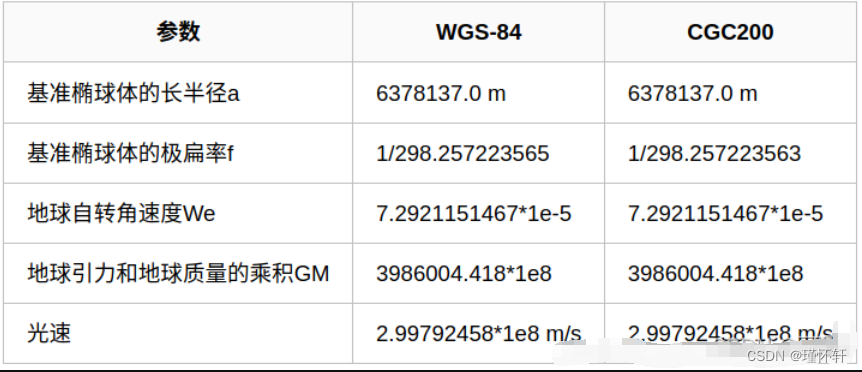 参数 WGS-84 CGC200
基准椭球体的长半径a 6378137.0 m 6378137.0 m
基准椭球体的极扁率f 1/298.257223565 1/298.257223563
地球自转角速度We 7.2921151467*1e-5 7.2921151467*1e-5
地球引力和地球质量的乘积GM 3986004.418*1e8 3986004.418*1e8
光速 2.99792458*1e8 m/s 2.99792458*1e8 m/s
CSDN @瑾怀轩